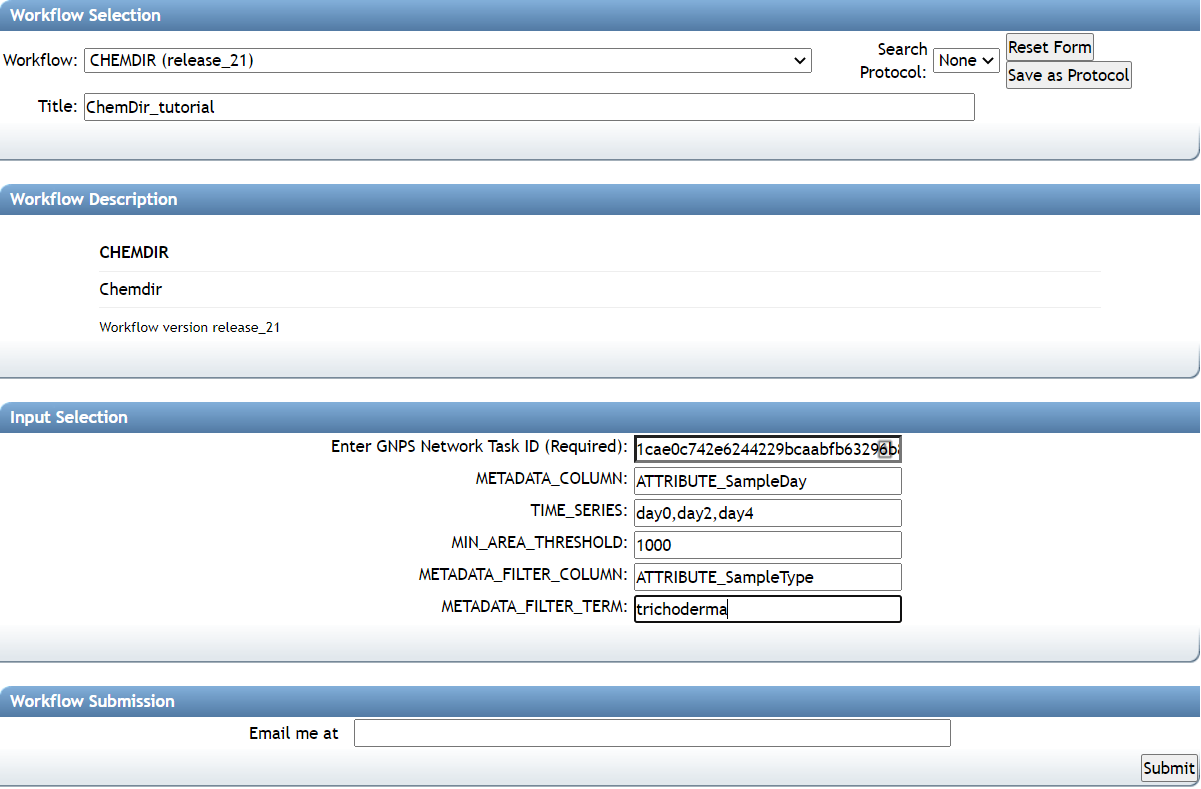 Workflow Selection
Workflow: CHEMDIR (release_21) Search Protocol: None Reset Form
Save as Protocol
Title: ChemDir_tutorial
Workflow Description
CHEMDIR
Chemdir
Workflow version release_21
Input Selection
Enter GNPS Network Task ID (Required): 1cae0c742e6244229bcaabfb63296b
METADATA_COLUMN: ATTRIBUTE_SampleDay
TIME_SERIES: day0,day2,day4
MIN_AREA_THRESHOLD: 1000
METADATA_FILTER_COLUMN: ATTRIBUTE_SampleType
METADATA_FILTER_TERM: trichoderma
Workflow Submission
Email me at
Submit